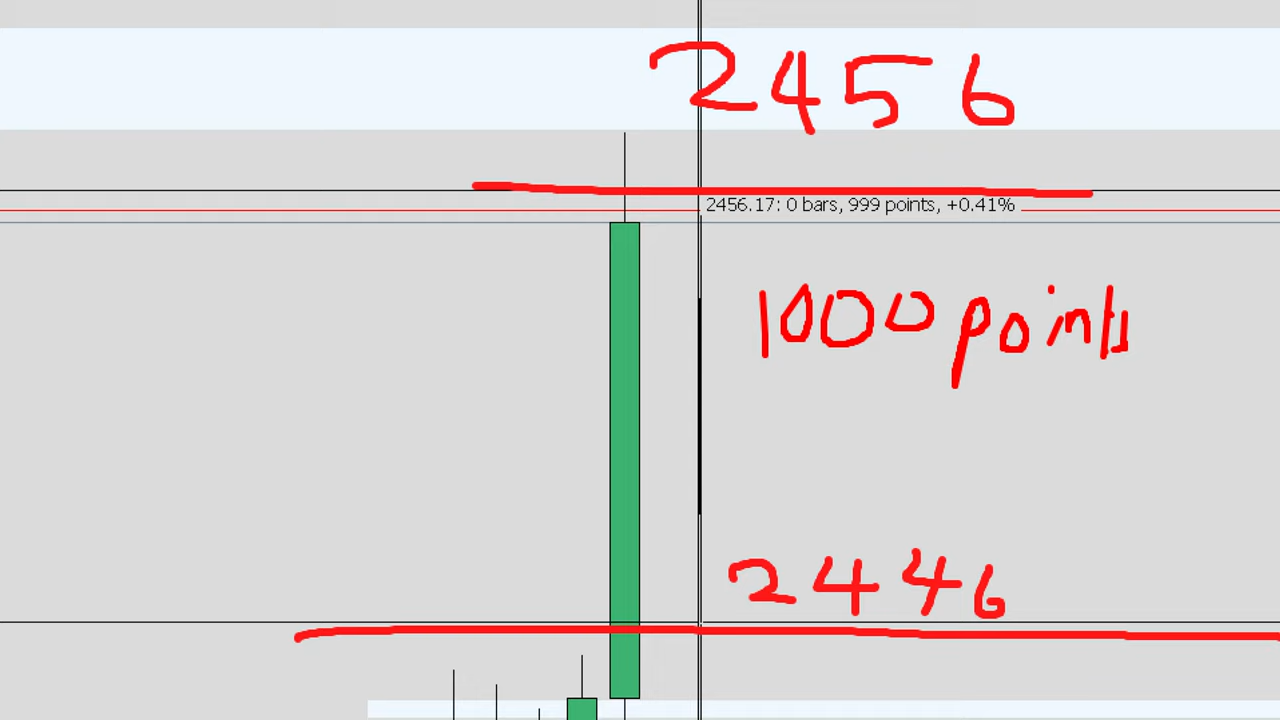 2456
2456.17: 0 bars, 999 points, +0.41%
1000 points
2446